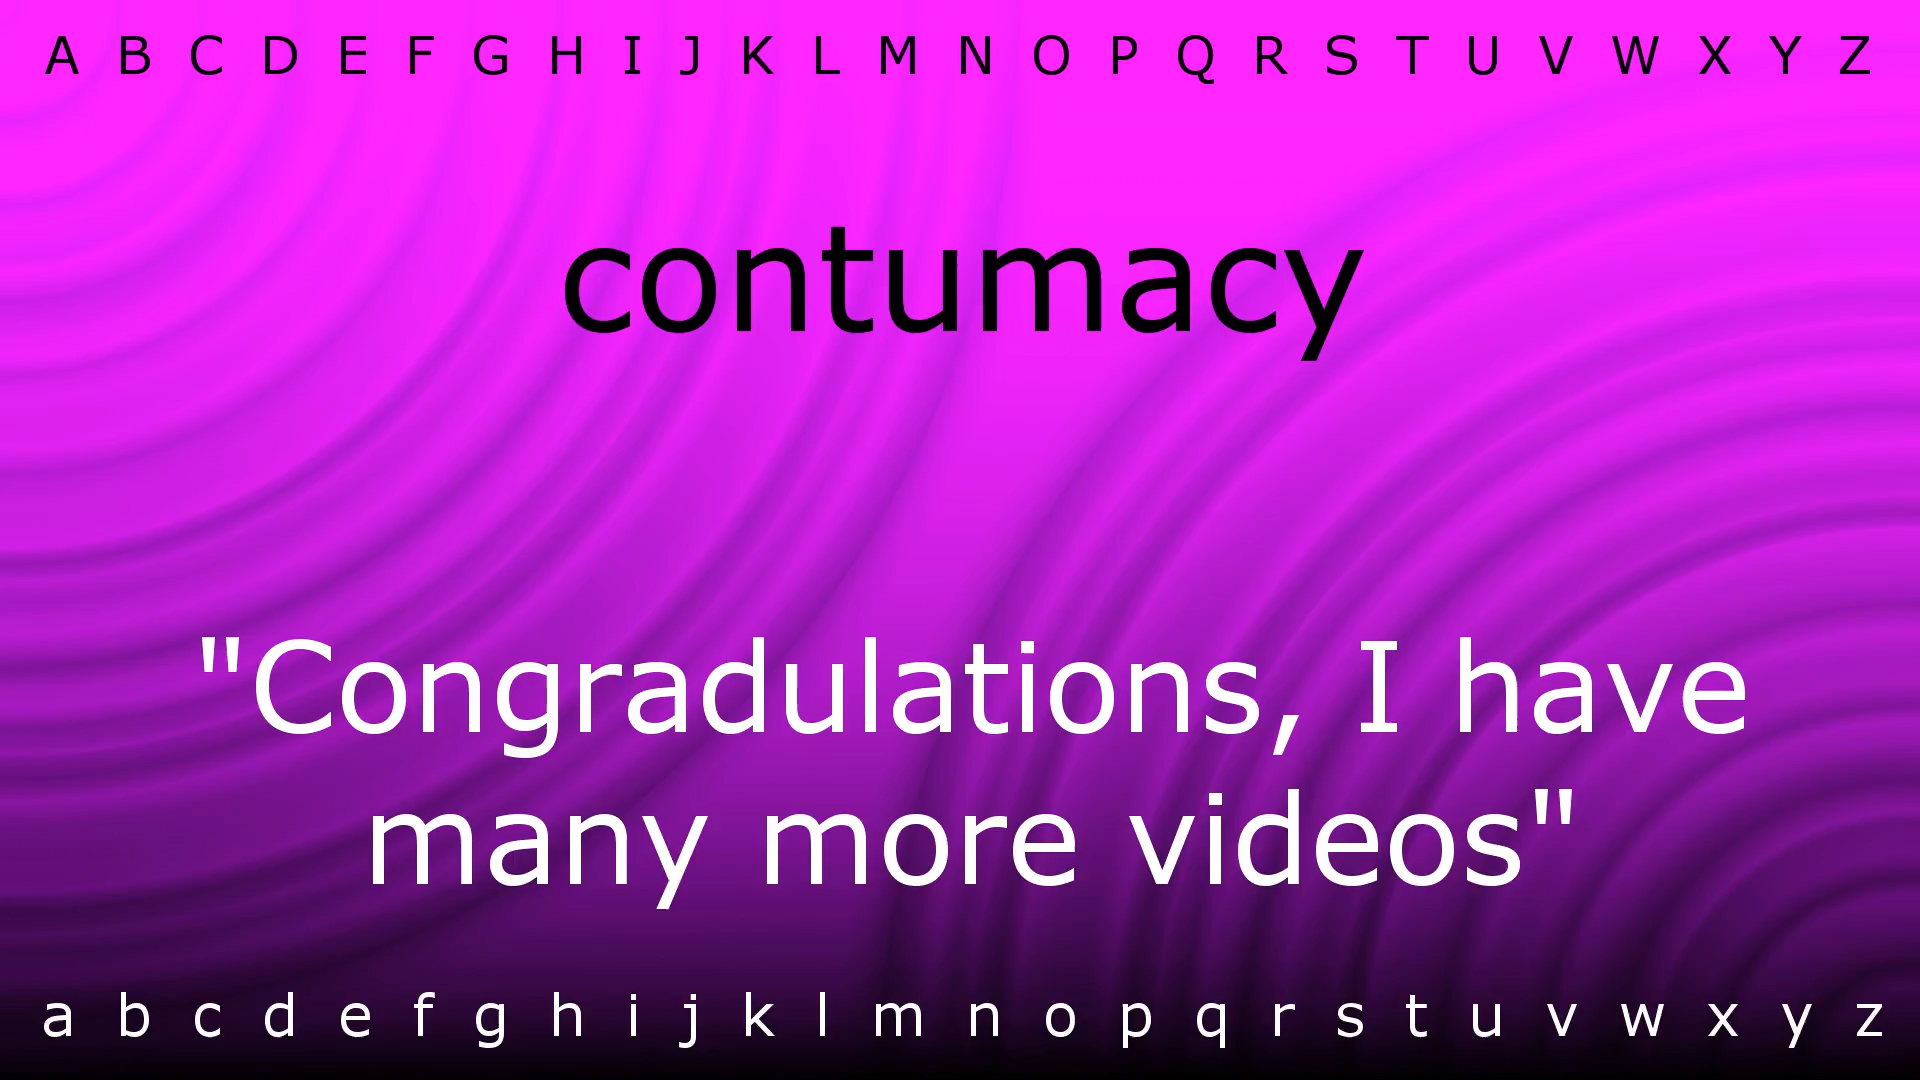 A B C D E F G H I J K L M N O P Q R S T U V W X Y Z
contumacy
"Congradulations, I have
many more videos"
a b c d e f g h i j k l m n o p q r s t u v w x y z